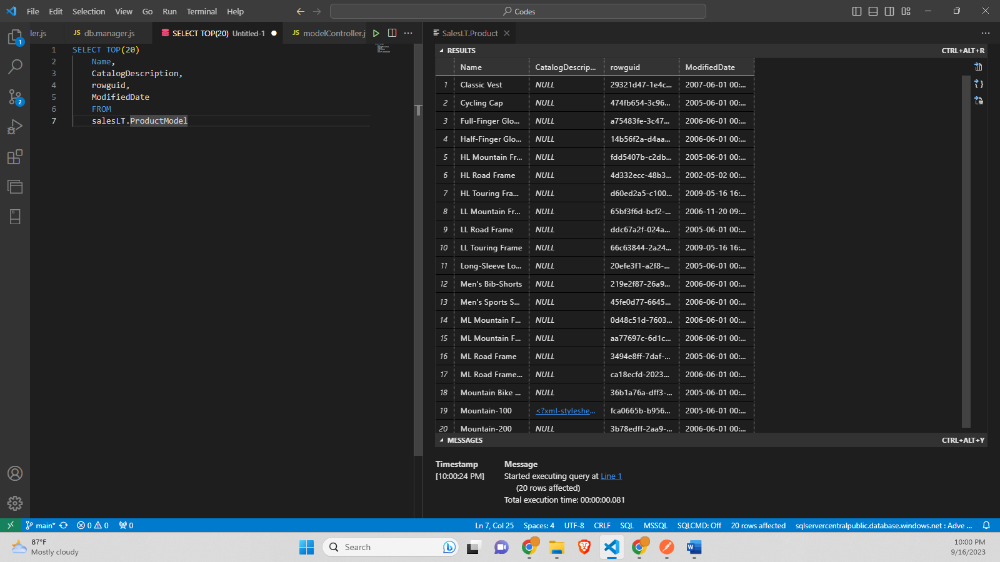 File Edit Selection View Go Run Terminal Help
Codes
ler.js
JS db.manager.js
SELECT TOP(20) Untitled-1
JS modelController.j
SalesLT.Product
1 SELECT TOP(20)
2 Name,
3 CatalogDescription,
4 rowguid,
5 ModifiedDate
6 FROM
7 salesLT.ProductModel
1
2
RESULTS CTRL+ALT+R
Name CatalogDescrip... rowguid ModifiedDate
1 Classic Vest NULL 29321d47-1e4c... 2007-06-01 00:...
2 Cycling Cap NULL 474fb654-3c96... 2005-06-01 00:...
3 Full-Finger Glo... NULL a75483fe-3c47... 2006-06-01 00:...
4 Half-Finger Glo... NULL 14b56f2a-d4aa... 2006-06-01 00:...
5 HL Mountain Fr... NULL fdd5407b-c2db... 2005-06-01 00:...
6 HL Road Frame NULL 4d332ecc-48b3... 2002-05-02 00:...
7 HL Touring Fra... NULL d60ed2a5-c100... 2009-05-16 16:...
8 LL Mountain Fr... NULL 65bf3f6d-bcf2-... 2006-11-20 09:...
9 LL Road Frame NULL ddc67a2f-024a... 2005-06-01 00:...
10 LL Touring Frame NULL 66c63844-2a24... 2009-05-16 16:...
11 Long-Sleeve Lo... NULL 20efe3f1-a2f8-... 2005-06-01 00:...
12 Men's Bib-Shorts NULL 219e2f87-26a9... 2006-06-01 00:...
13 Men's Sports S... NULL 45fe0d77-6645... 2006-06-01 00:...
14 ML Mountain F... NULL 0d48c51d-7603... 2006-06-01 00:...
15 ML Mountain F... NULL aa77697c-6d1c... 2006-06-01 00:...
16 ML Road Frame NULL 3494e8ff-7daf-... 2005-06-01 00:...
17 ML Road Frame... NULL ca18ecfd-2023... 2006-06-01 00:...
18 Mountain Bike ... NULL 36b1a76a-dff3-... 2005-06-01 00:...
19 Mountain-100 <?xml-styleshe... fca0665b-b956... 2005-06-01 00:...
20 Mountain-200 NULL 3b78edff-2aa9-... 2006-06-01 00:...
MESSAGES CTRL+ALT+Y
Timestamp Message
[10:00:24 PM] Started executing query at Line 1
(20 rows affected)
Total execution time: 00:00:00.081
main* 0 0 0 Ln 7, Col 25 Spaces: 4 UTF-8 CRLF SQL MSSQL SQLCMD: Off 20 rows affected sqlservercentralpublic.database.windows.net : Adve ...
87°F
Mostly cloudy
Search
10:00 PM
9/16/2023